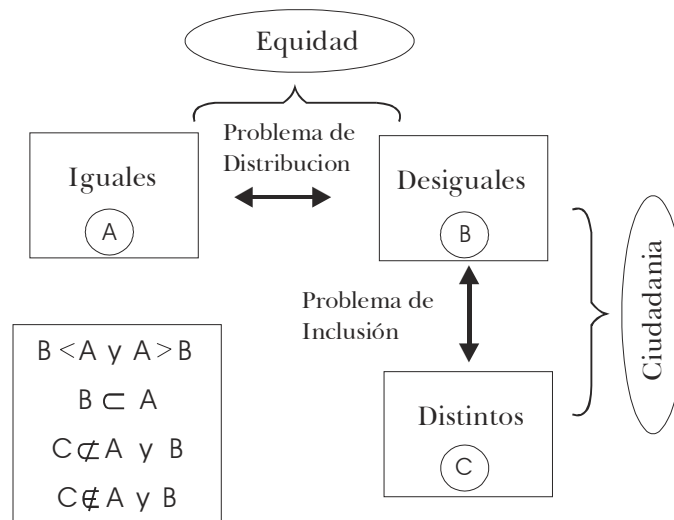 Equidad
Problema de
Distribucion
Iguales
A
Desiguales
B
Problema de
Inclusión
Ciudadania
Distintos
C
B < A y A > B
B ⊂ A
C ⊄ A y B
C ∉ A y B